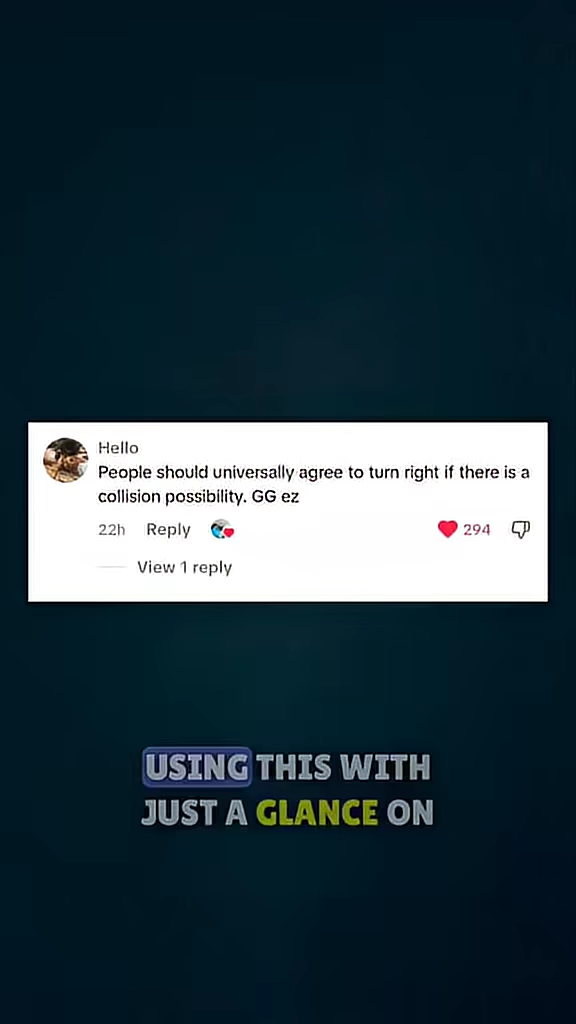 Hello
People should universally agree to turn right if there is a
collision possibility. GG ez
22h Reply 294
View 1 reply
USING THIS WITH
JUST A GLANCE ON